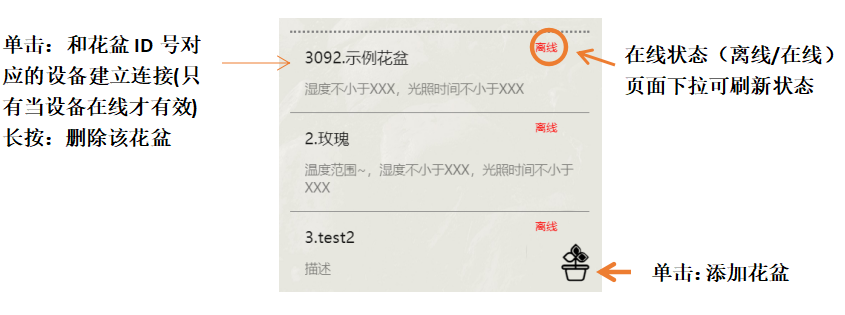 单击：和花盆 ID 号对
应的设备建立连接(只
有当设备在线才有效)
长按：删除该花盆
离线
3092.示例花盆
湿度不小于XXX，光照时间不小于XXX
离线
2.玫瑰
温度范围~，湿度不小于XXX，光照时间不小于
XXX
离线
3.test2
描述
在线状态（离线/在线）
页面下拉可刷新状态
单击: 添加花盆